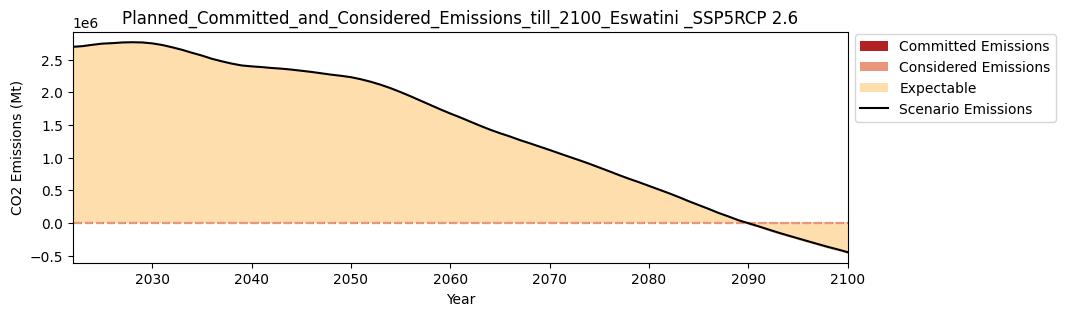 Planned_Committed_and_Considered_Emissions_till_2100_Eswatini _SSP5RCP 2.6
1e6
Committed Emissions
Considered Emissions
Expectable
Scenario Emissions
CO2 Emissions (Mt)
2.5
2.0
1.5
1.0
0.5
0.0
−0.5
2030
2040
2050
2060
2070
2080
2090
2100
Year